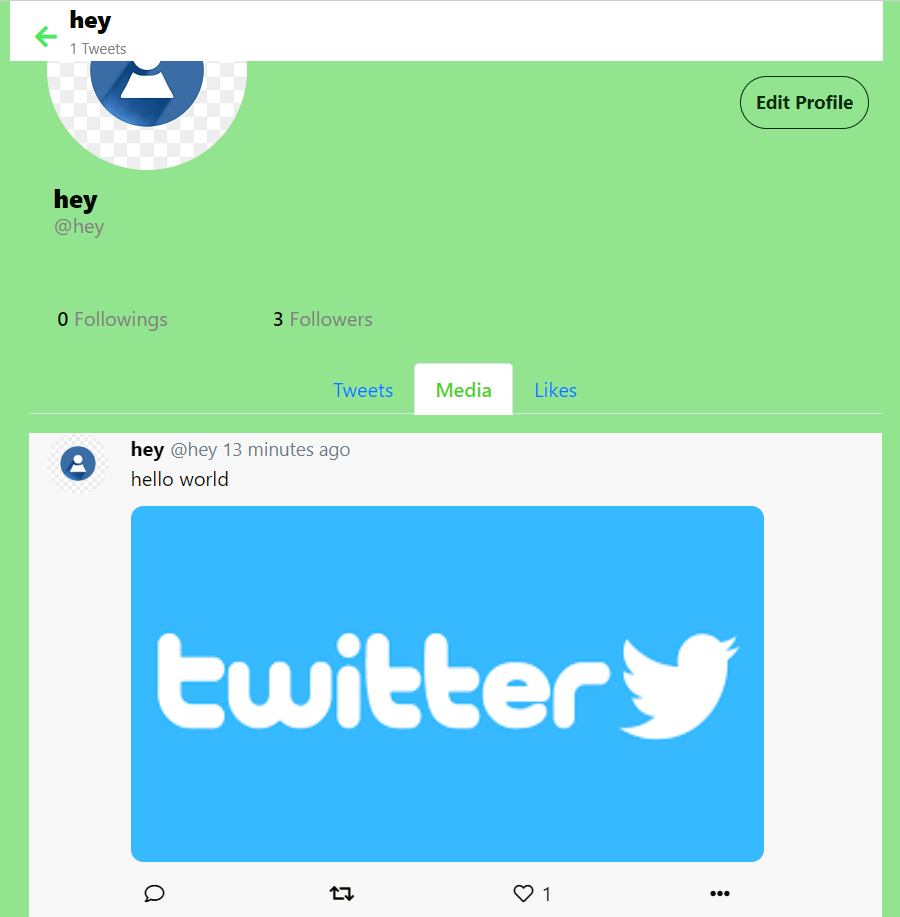 hey
1 Tweets
Edit Profile
hey
@hey
0 Followings 3 Followers
Tweets Media Likes
hey @hey 13 minutes ago
hello world
twitter
1